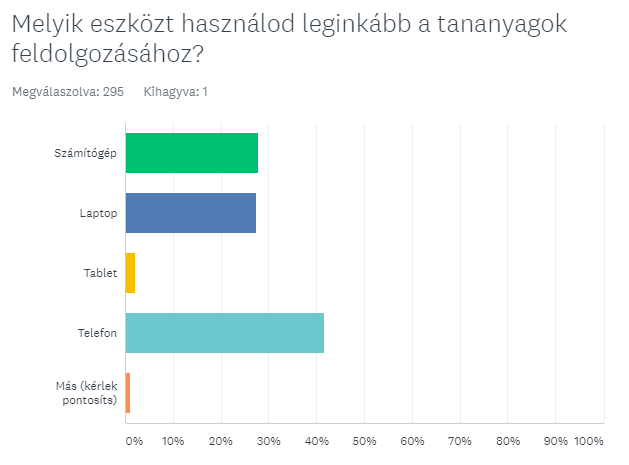 Melyik eszközt használod leginkább a tananyagok
feldolgozásához?
Megválaszolva: 295 Kihagyva: 1
Számítógép
Laptop
Tablet
Telefon
Más (kérlek
pontosíts)
0% 10% 20% 30% 40% 50% 60% 70% 80% 90% 100%